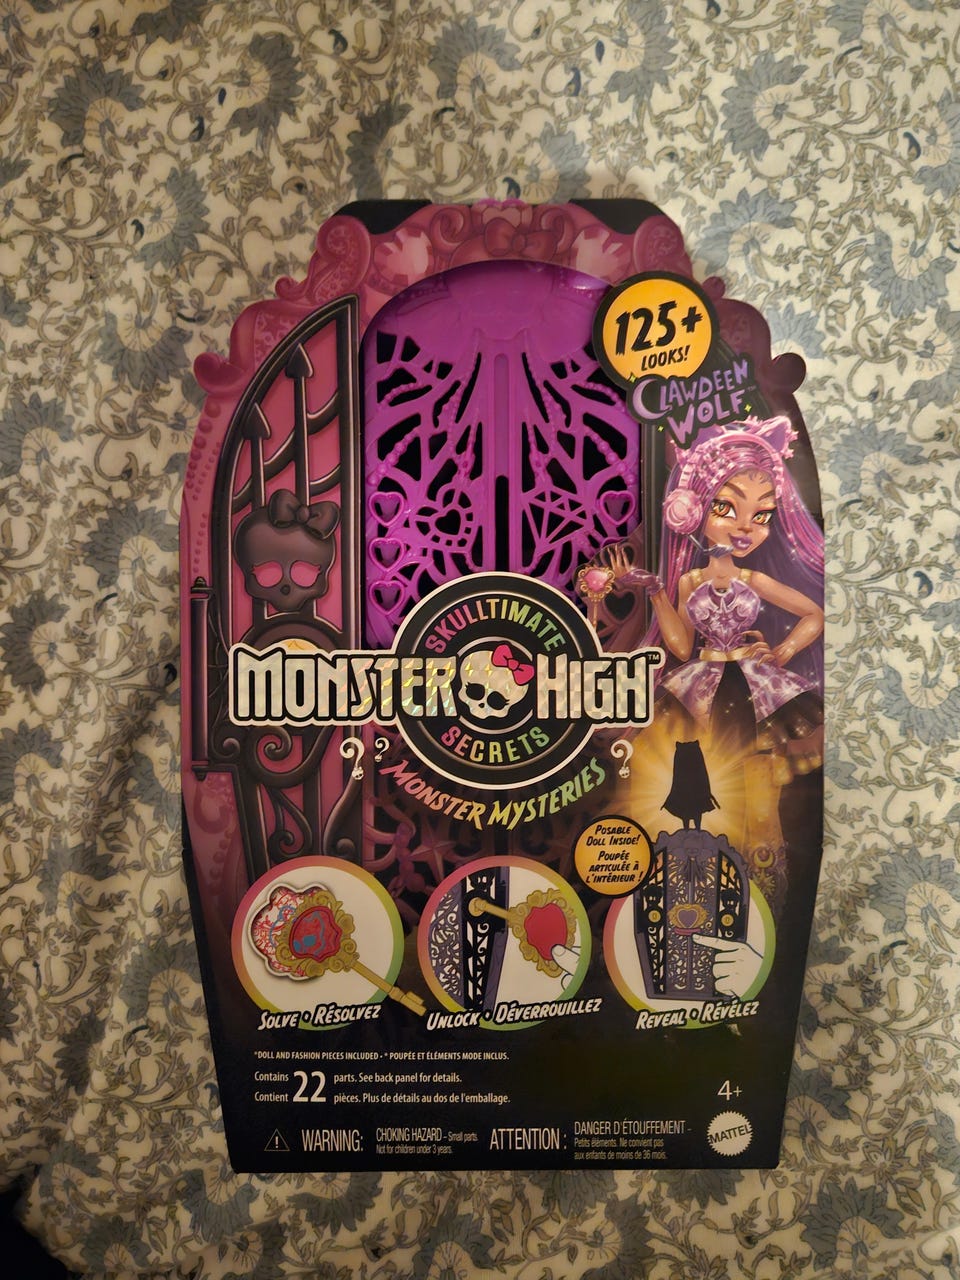 125+
LOOKS!
CLAWDEEN
WOLF™
SKULLTIMATE
MONSTER HIGH™
SECRETS
MONSTER MYSTERIES
POSABLE
DOLL INSIDE!
POUPÉE
ARTICULÉE À
L'INTÉRIEUR !
SOLVE • RÉSOLVEZ
UNLOCK • DÉVERROUILLEZ
REVEAL • RÉVÉLEZ
*DOLL AND FASHION PIECES INCLUDED • * POUPÉE ET ÉLÉMENTS MODE INCLUS.
Contains 22 parts. See back panel for details.
Contient 22 pièces. Plus de détails au dos de l'emballage.
4+
WARNING: CHOKING HAZARD – Small parts.
Not for children under 3 years.
ATTENTION : DANGER D'ÉTOUFFEMENT –
Petits éléments. Ne convient pas
aux enfants de moins de 36 mois.
MATTEL